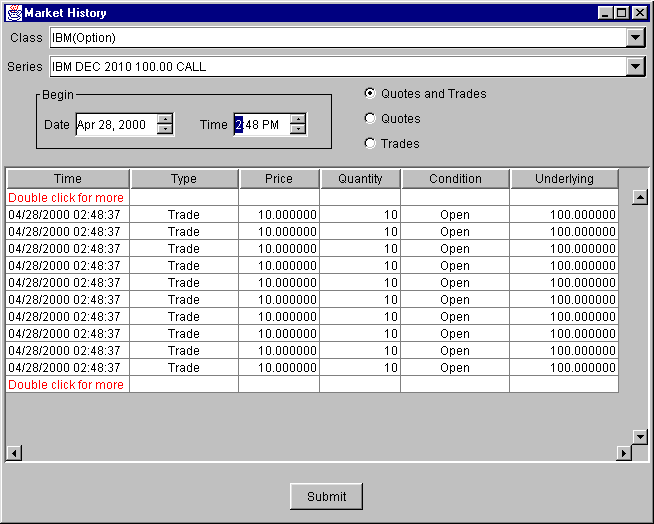 Market History
Class IBM(Option)
Series IBM DEC 2010 100.00 CALL
Begin
Date Apr 28, 2000 Time 2:48 PM
Quotes and Trades
Quotes
Trades
Time Type Price Quantity Condition Underlying
Double click for more
04/28/2000 02:48:37 Trade 10.000000 10 Open 100.000000
04/28/2000 02:48:37 Trade 10.000000 10 Open 100.000000
04/28/2000 02:48:37 Trade 10.000000 10 Open 100.000000
04/28/2000 02:48:37 Trade 10.000000 10 Open 100.000000
04/28/2000 02:48:37 Trade 10.000000 10 Open 100.000000
04/28/2000 02:48:37 Trade 10.000000 10 Open 100.000000
04/28/2000 02:48:37 Trade 10.000000 10 Open 100.000000
04/28/2000 02:48:37 Trade 10.000000 10 Open 100.000000
04/28/2000 02:48:37 Trade 10.000000 10 Open 100.000000
04/28/2000 02:48:37 Trade 10.000000 10 Open 100.000000
Double click for more
Submit